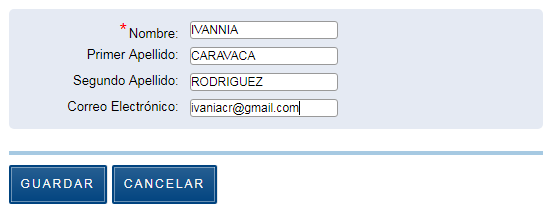 * Nombre: IVANNIA
Primer Apellido: CARAVACA
Segundo Apellido: RODRIGUEZ
Correo Electrónico: ivaniacr@gmail.com
GUARDAR CANCELAR